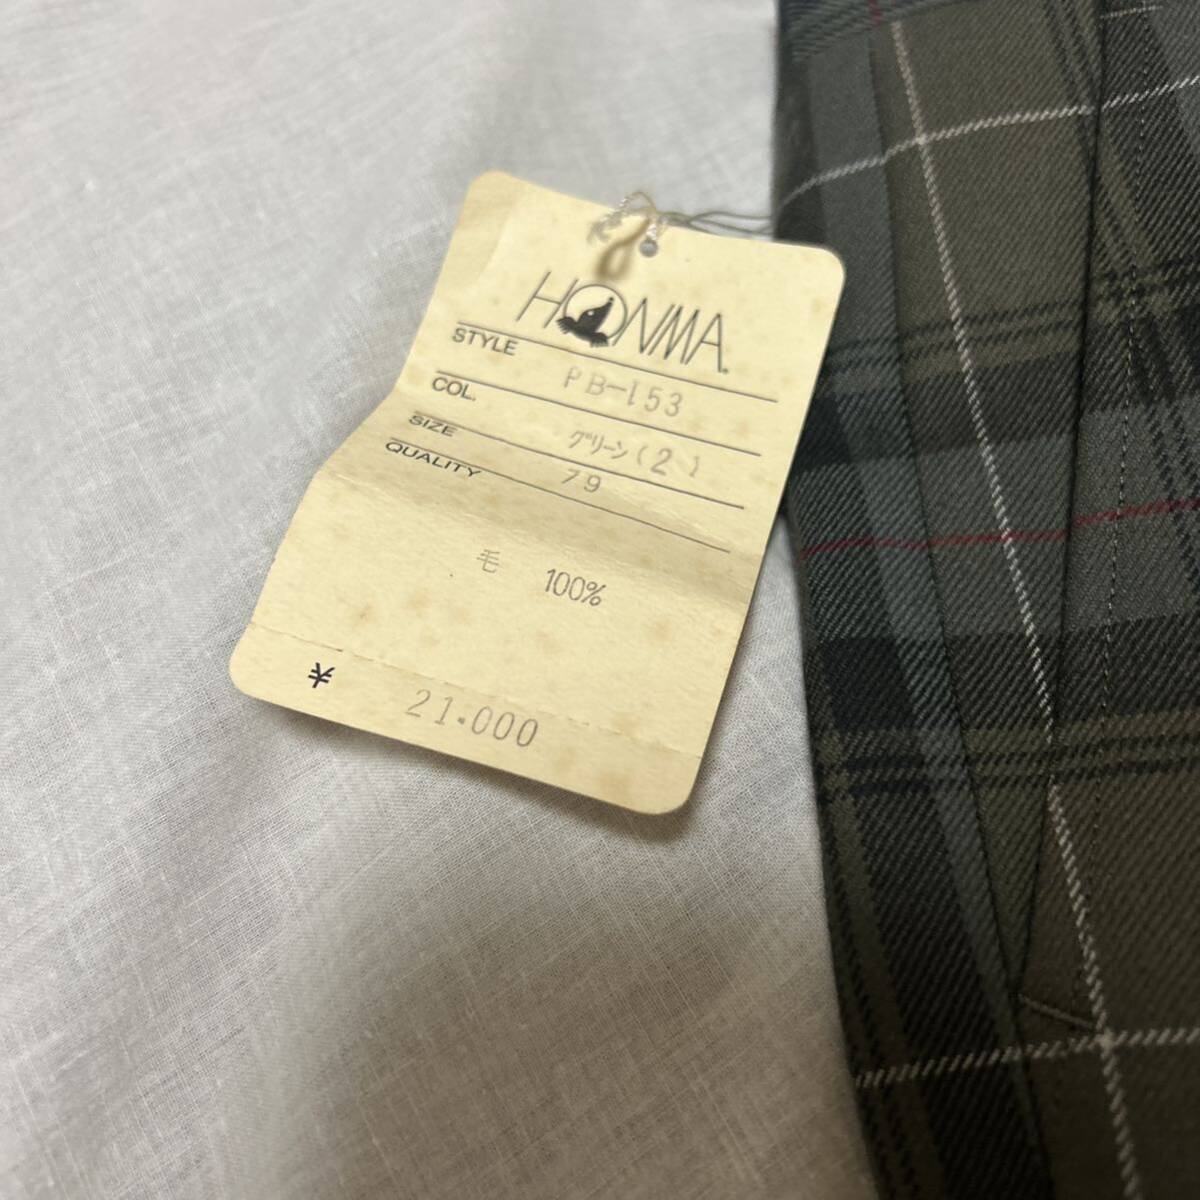 HONMA
STYLE PB-153
COL. グリーン(2)
SIZE 79
QUALITY
毛 100%
¥ 21.000